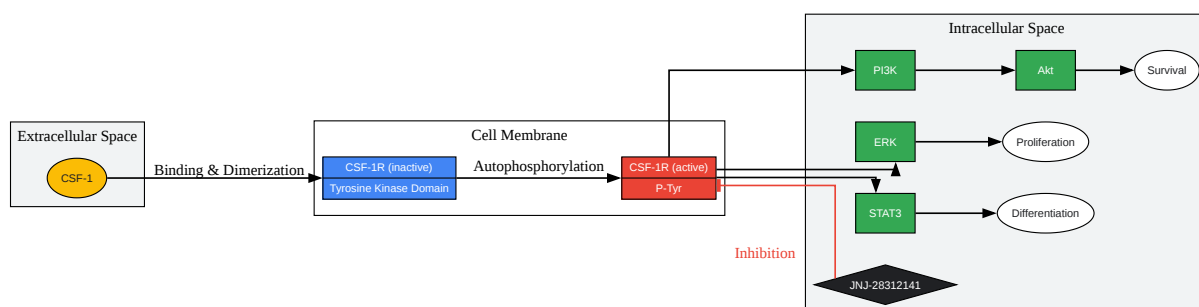 Extracellular Space
CSF-1
Binding & Dimerization
Cell Membrane
CSF-1R (inactive)
Tyrosine Kinase Domain
Autophosphorylation
CSF-1R (active)
P-Tyr
Inhibition
Intracellular Space
PI3K
Akt
Survival
ERK
Proliferation
STAT3
Differentiation
JNJ-28312141